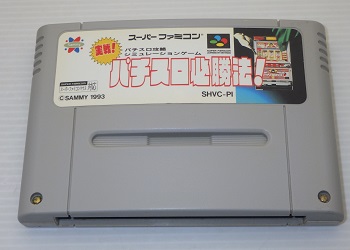 スーパーファミコン
実戦!
パチスロ攻略
シミュレーションゲーム
パチスロ必勝法!
©SAMMY 1993
SHVC-PI